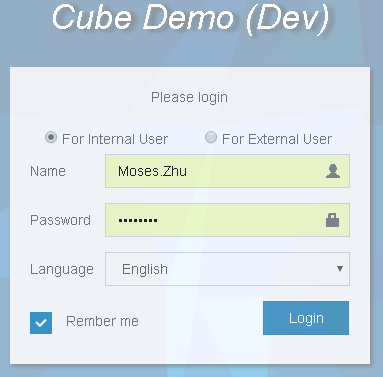 Cube Demo (Dev)
Please login
For Internal User For External User
Name Moses.Zhu
Password ••••••••
Language English
Rember me Login